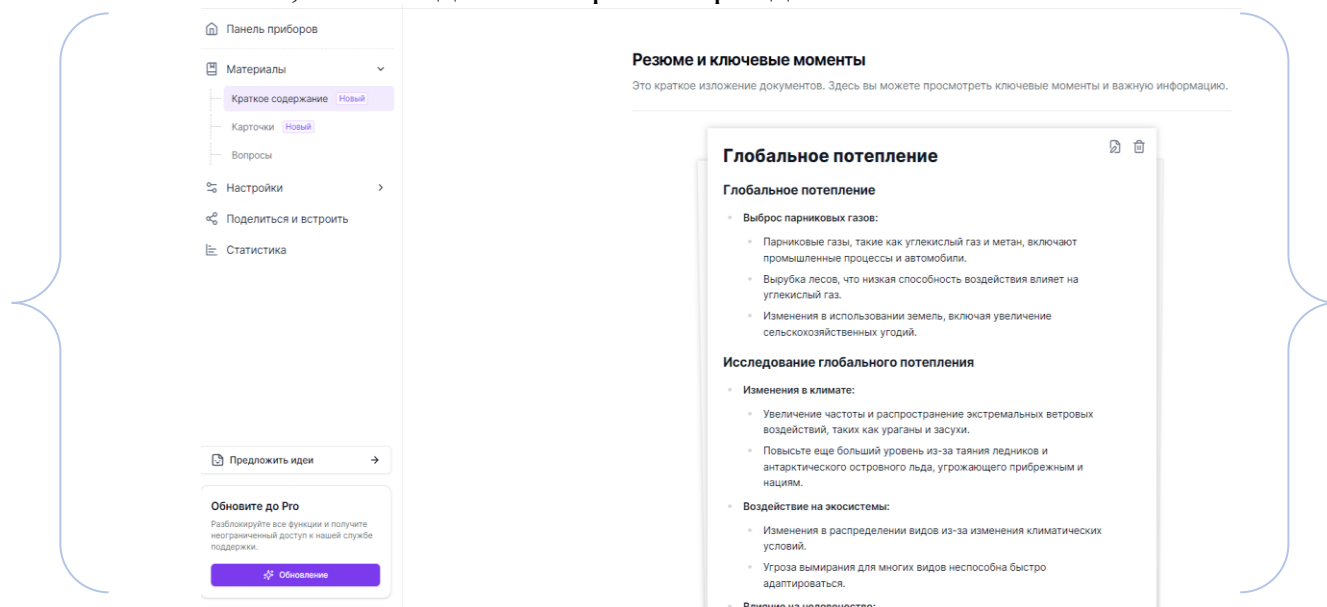 Панель приборов
Материалы
Краткое содержание Новый
Карточки Новый
Вопросы
Настройки
Поделиться и встроить
Статистика
Предложить идеи
Обновите до Pro
Разблокируйте все функции и получите
неограниченный доступ к нашей службе
поддержки.
Обновление
Резюме и ключевые моменты
Это краткое изложение документов. Здесь вы можете просмотреть ключевые моменты и важную информацию.
Глобальное потепление
Глобальное потепление
Выброс парниковых газов:
Парниковые газы, такие как углекислый газ и метан, включают
промышленные процессы и автомобили.
Вырубка лесов, что низкая способность воздействия влияет на
углекислый газ.
Изменения в использовании земель, включая увеличение
сельскохозяйственных угодий.
Исследование глобального потепления
Изменения в климате:
Увеличение частоты и распространение экстремальных ветровых
воздействий, таких как ураганы и засухи.
Повысьте еще больший уровень из-за таяния ледников и
антарктического островного льда, угрожающего прибрежным и
нациям.
Воздействие на экосистемы:
Изменения в распределении видов из-за изменения климатических
условий.
Угроза вымирания для многих видов неспособна быстро
адаптироваться.
Влияние на человечество: